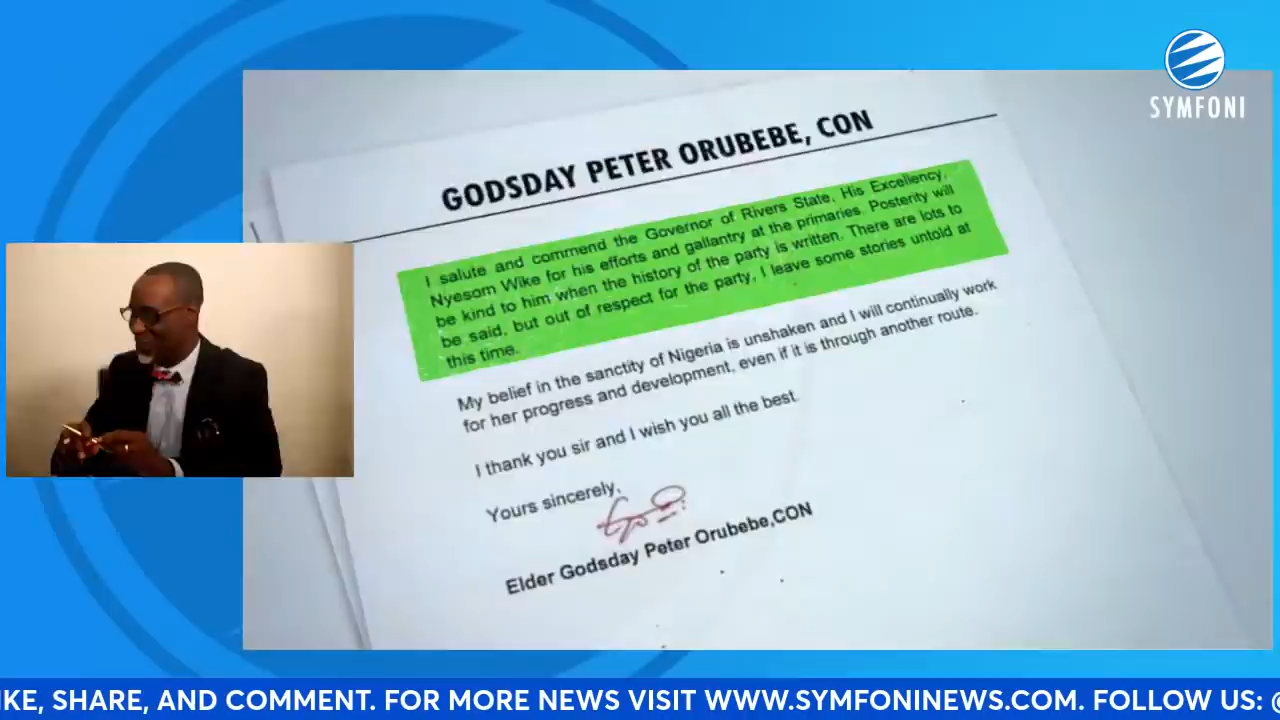 SYMFONI
GODSDAY PETER ORUBEBE, CON
I salute and commend the Governor of Rivers State, His Excellency,
Nyesom Wike for his efforts and gallantry at the primaries. Posterity will
be kind to him when the history of the party is written. There are lots to
be said, but out of respect for the party, I leave some stories untold at
this time.
My belief in the sanctity of Nigeria is unshaken and I will continually work
for her progress and development, even if it is through another route.
I thank you sir and I wish you all the best.
Yours sincerely,
Elder Godsday Peter Orubebe,CON
IKE, SHARE, AND COMMENT. FOR MORE NEWS VISIT WWW.SYMFONINEWS.COM. FOLLOW US: @